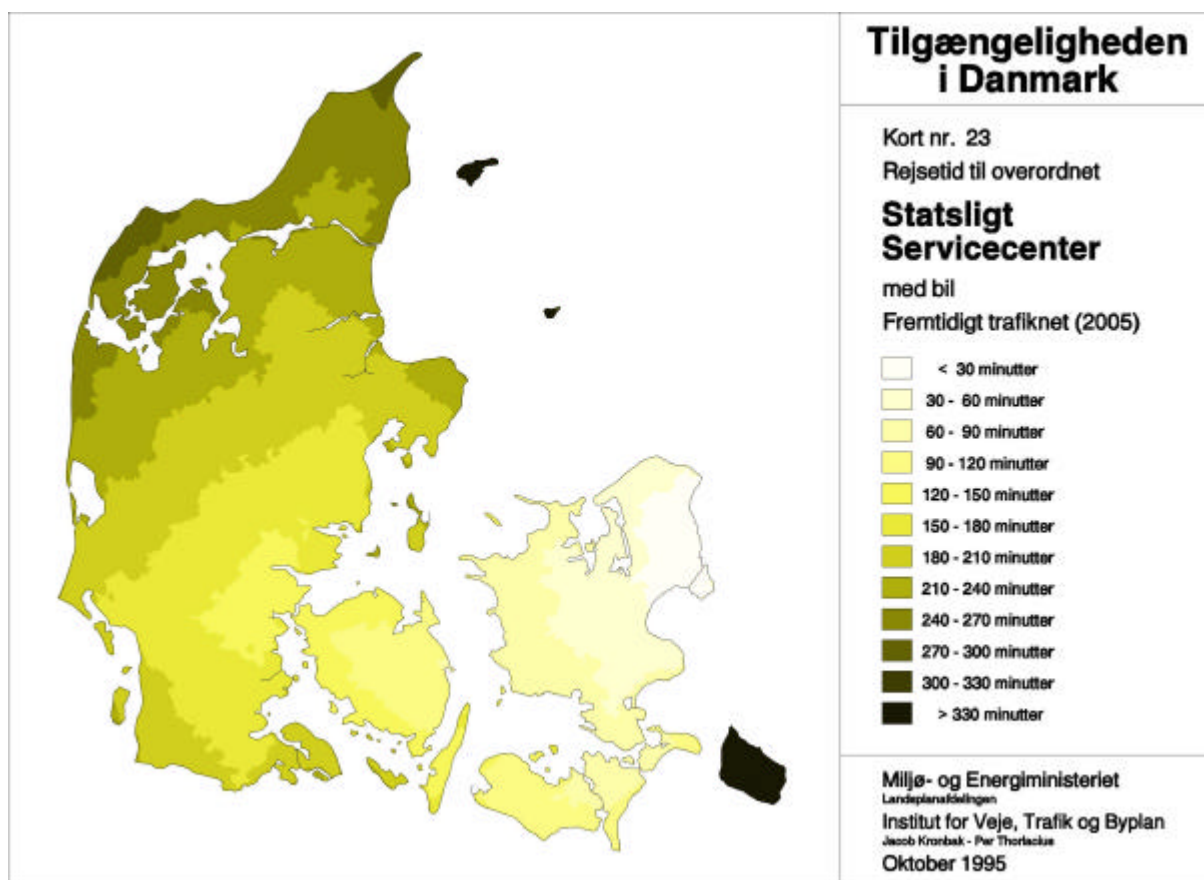 Tilgængeligheden
i Danmark
Kort nr. 23
Rejsetid til overordnet
Statsligt
Servicecenter
med bil
Fremtidigt trafiknet (2005)
< 30 minutter
30 - 60 minutter
60 - 90 minutter
90 - 120 minutter
120 - 150 minutter
150 - 180 minutter
180 - 210 minutter
210 - 240 minutter
240 - 270 minutter
270 - 300 minutter
300 - 330 minutter
> 330 minutter
Miljø- og Energiministeriet
Landsplanafdelingen
Institut for Veje, Trafik og Byplan
Jacob Kronbak - Per Thorlacius
Oktober 1995